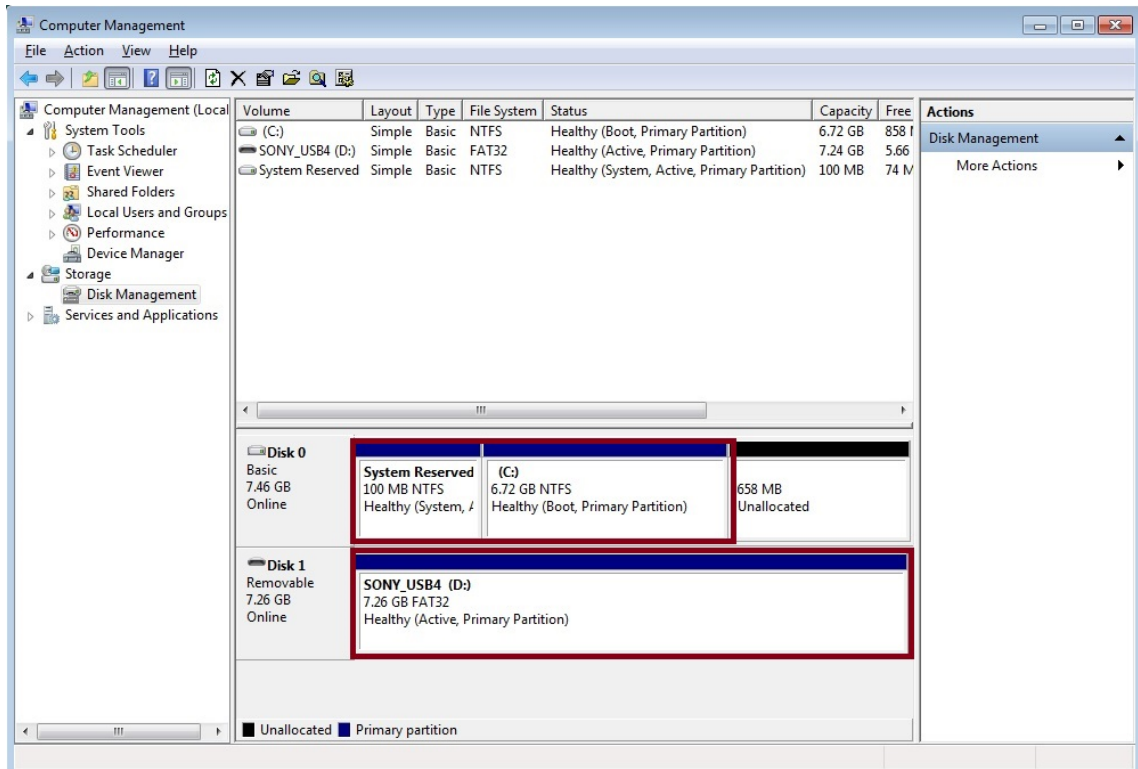 Computer Management
File Action View Help
Computer Management (Local
System Tools
Task Scheduler
Event Viewer
Shared Folders
Local Users and Groups
Performance
Device Manager
Storage
Disk Management
Services and Applications
Volume Layout Type File System Status Capacity Free
(C:) Simple Basic NTFS Healthy (Boot, Primary Partition) 6.72 GB 858
SONY_USB4 (D:) Simple Basic FAT32 Healthy (Active, Primary Partition) 7.24 GB 5.66
System Reserved Simple Basic NTFS Healthy (System, Active, Primary Partition) 100 MB 74
Disk 0
Basic
7.46 GB
Online
System Reserved
100 MB NTFS
Healthy (System,
(C:)
6.72 GB NTFS
Healthy (Boot, Primary Partition)
658 MB
Unallocated
Disk 1
Removable
7.26 GB
Online
SONY_USB4 (D:)
7.26 GB FAT32
Healthy (Active, Primary Partition)
Unallocated Primary partition
Actions
Disk Management
More Actions